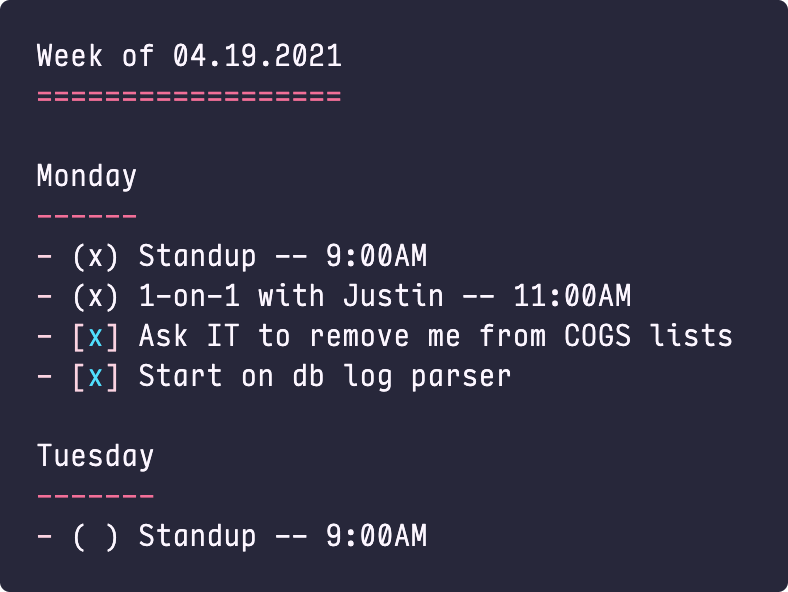 Week of 04.19.2021
==================
Monday
------
- (x) Standup -- 9:00AM
- (x) 1-on-1 with Justin -- 11:00AM
- [x] Ask IT to remove me from COGS lists
- [x] Start on db log parser
Tuesday
-------
- ( ) Standup -- 9:00AM